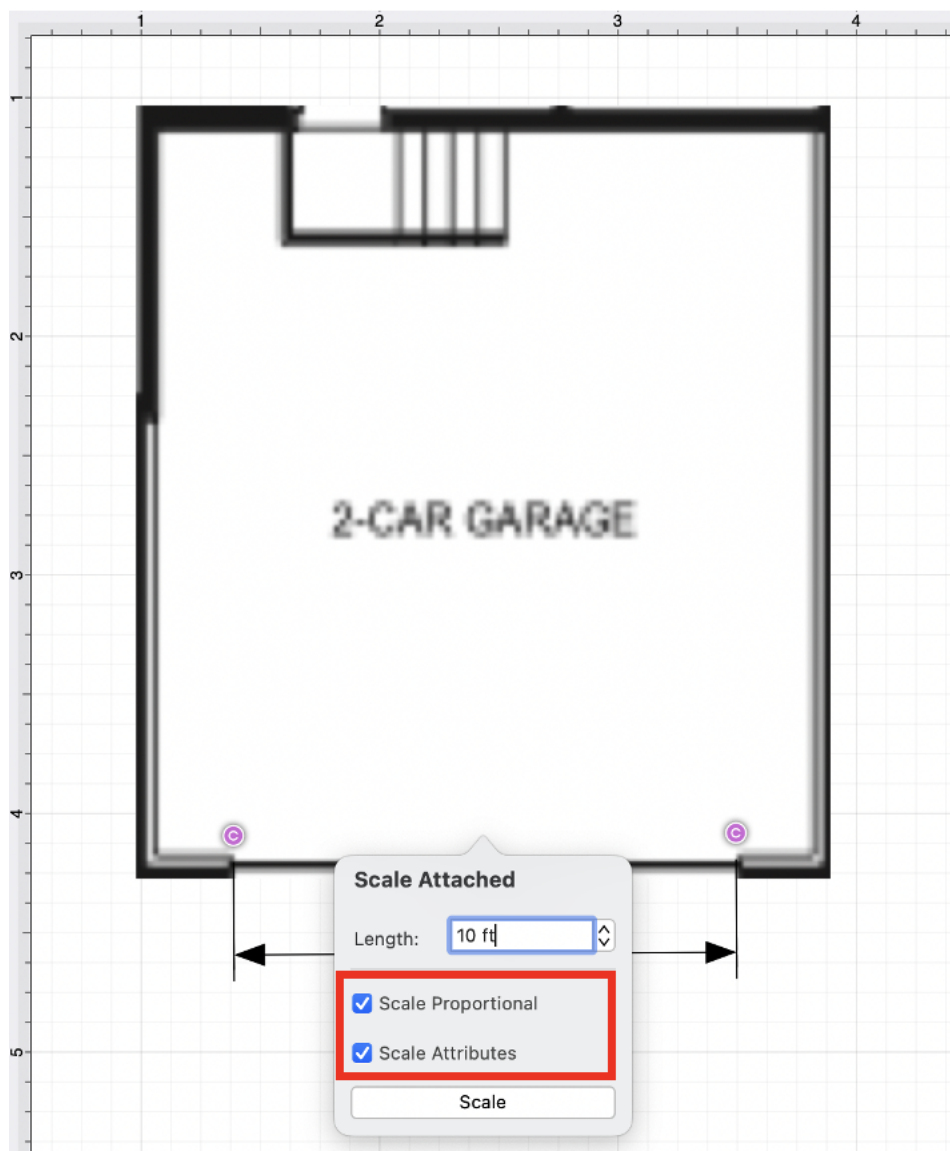 1 2 3 4
1
2
2-CAR GARAGE
3
4
C C
Scale Attached
Length: 10 ft
Scale Proportional
Scale Attributes
5
Scale